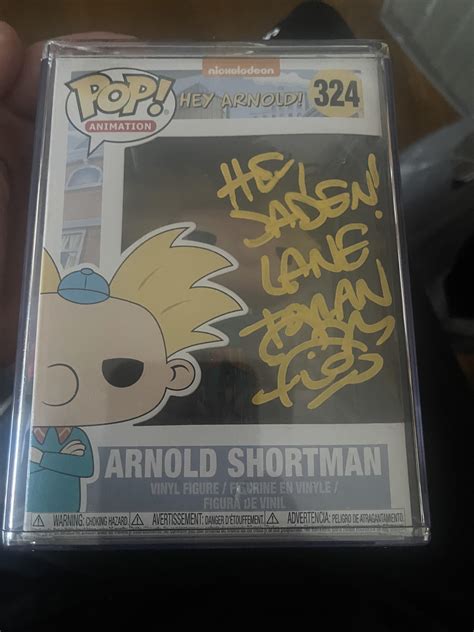 nickelodeon
POP!
ANIMATION
HEY ARNOLD!
324
HEY
JADEN!
LANE
TORAN
ARNOLD SHORTMAN
VINYL FIGURE / FIGURINE EN VINYLE /
FIGURA DE VINIL
WARNING: CHOKING HAZARD. AVERTISSEMENT: DANGER D'ÉTOUFFEMENT. ADVERTENCIA: PELIGRO DE ATRAGANTAMIENTO